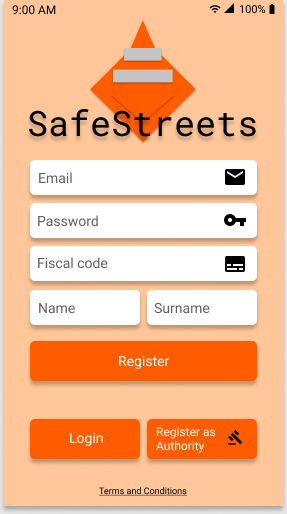 9:00 AM 100%
SafeStreets
Email
Password
Fiscal code
Name Surname
Register
Login
Register as
Authority
Terms and Conditions